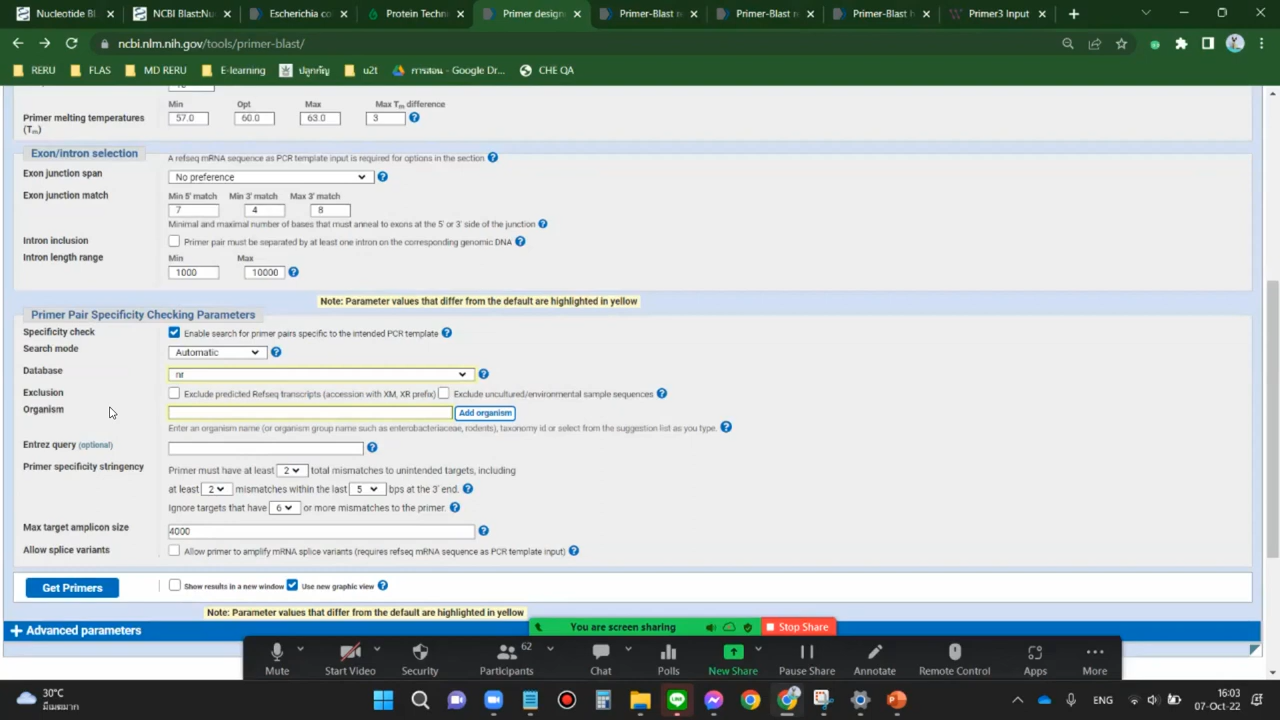 Nucleotide BL
NCBI Blast:Nu
Escherichia co
Protein Techn
Primer design
Primer-Blast
Primer-Blast
Primer-Blast
Primer3 Input
ncbi.nlm.nih.gov/tools/primer-blast/
RERU FLAS MD RERU E-learning ปลูกกัญ u2t การสอน - Google Dr... CHE QA
Min Opt Max Max Tm difference
Primer melting temperatures 57.0 60.0 63.0 3
(Tm)
Exon/intron selection A refseq mRNA sequence as PCR template input is required for options in the section
Exon junction span No preference
Exon junction match Min 5' match Min 3' match Max 3' match
7 4 8
Minimal and maximal number of bases that must anneal to exons at the 5' or 3' side of the junction
Intron inclusion Primer pair must be separated by at least one intron on the corresponding genomic DNA
Intron length range Min Max
1000 10000
Note: Parameter values that differ from the default are highlighted in yellow
Primer Pair Specificity Checking Parameters
Specificity check Enable search for primer pairs specific to the intended PCR template
Search mode Automatic
Database nr
Exclusion Exclude predicted Refseq transcripts (accession with XM, XR prefix) Exclude uncultured/environmental sample sequences
Organism Add organism
Enter an organism name (or organism group name such as enterobacteriaceae, rodents), taxonomy id or select from the suggestion list as you type.
Entrez query (optional)
Primer specificity stringency Primer must have at least 2 total mismatches to unintended targets, including
at least 2 mismatches within the last 5 bps at the 3' end.
Ignore targets that have 6 or more mismatches to the primer.
Max target amplicon size 4000
Allow splice variants Allow primer to amplify mRNA splice variants (requires refseq mRNA sequence as PCR template input)
Get Primers Show results in a new window Use new graphic view
Note: Parameter values that differ from the default are highlighted in yellow
You are screen sharing Stop Share
Advanced parameters
62
Mute Start Video Security Participants Chat Polls New Share Pause Share Annotate Remote Control Apps More
30°C
มีเมฆมาก
ENG
16:03
07-Oct-22